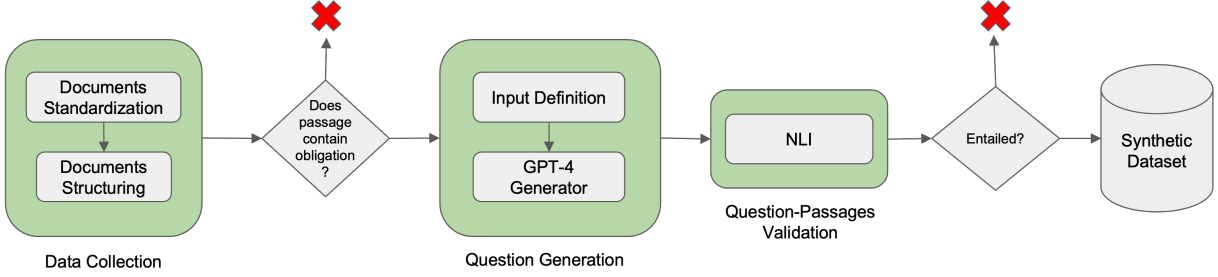 Documents
Standardization
Documents
Structuring
Data Collection
Does
passage
contain
obligation
?
Input Definition
GPT-4
Generator
Question Generation
NLI
Question-Passages
Validation
Entailed?
Synthetic
Dataset